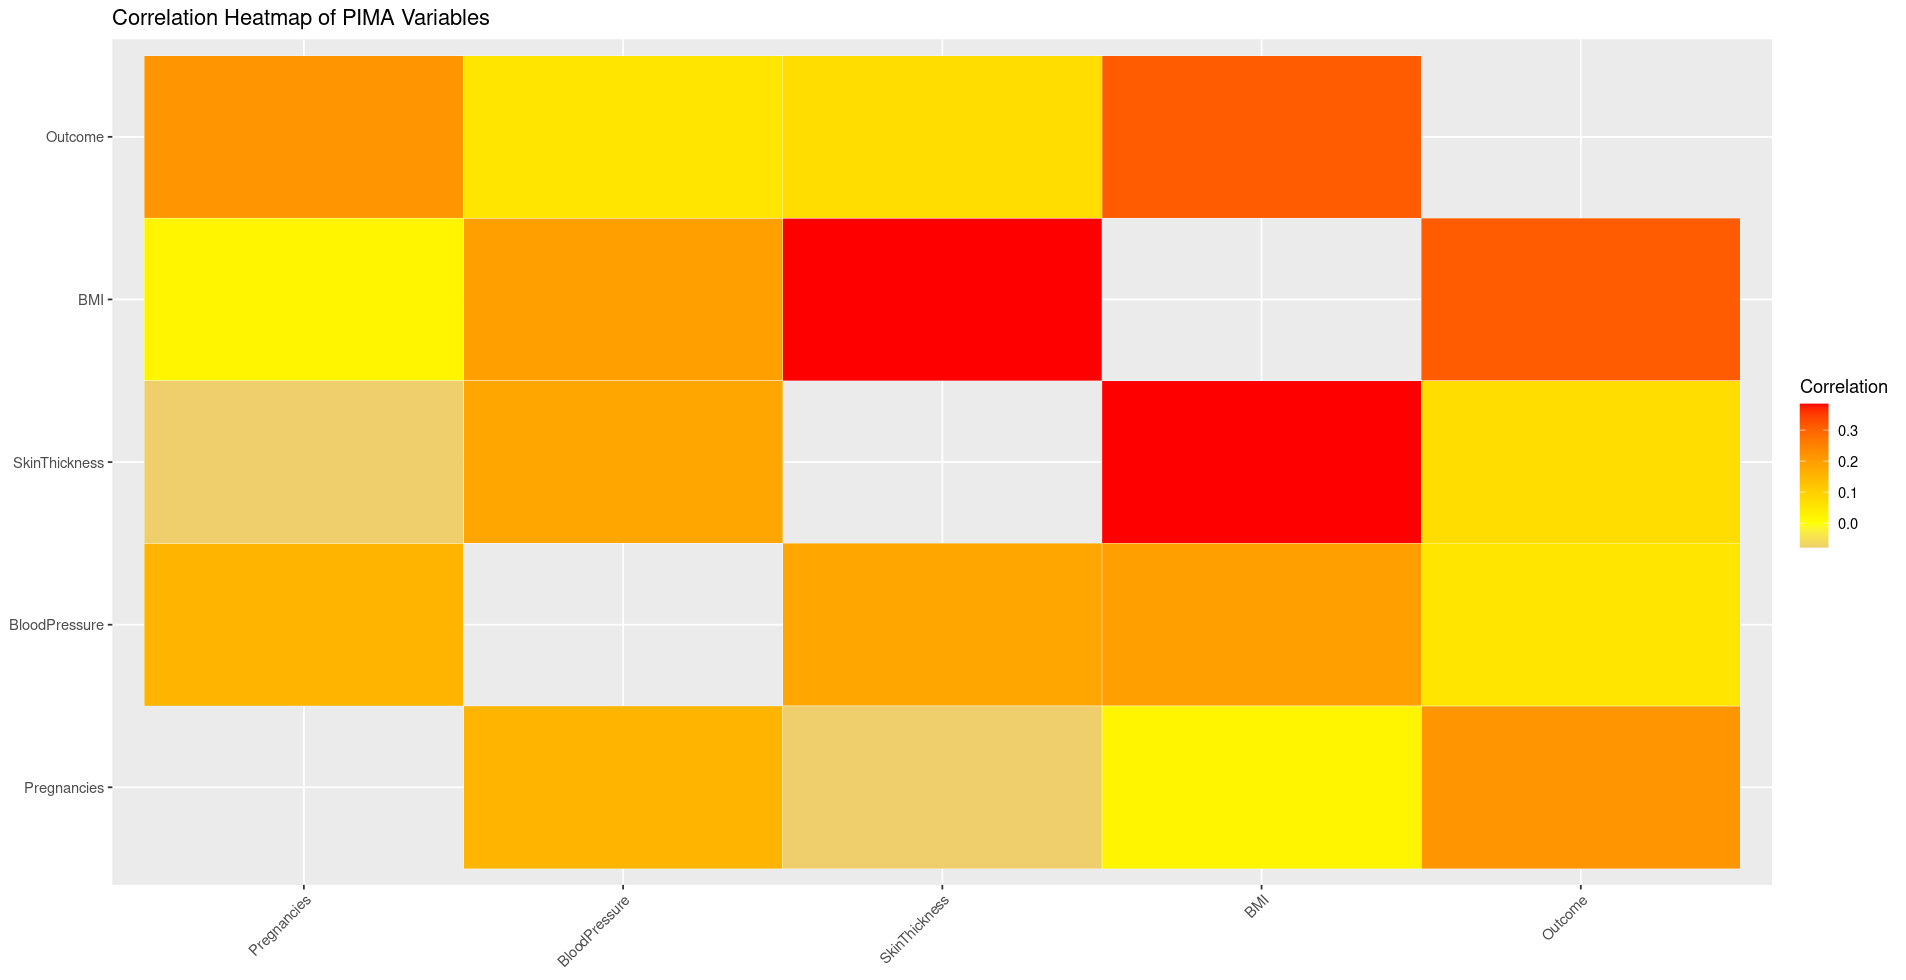 Correlation Heatmap of PIMA Variables
Outcome
BMI
SkinThickness
BloodPressure
Pregnancies
Pregnancies
BloodPressure
SkinThickness
BMI
Outcome
Correlation
0.3
0.2
0.1
0.0